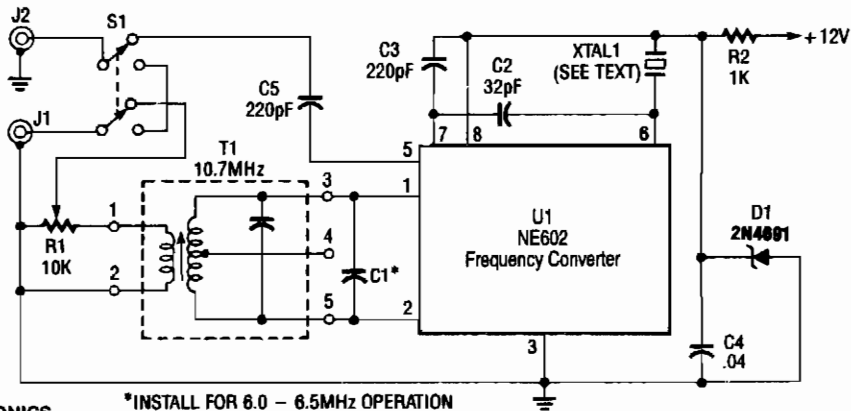 J2
S1
C5
220pF
C3
220pF
C2
32pF
XTAL1
(SEE TEXT)
R2
1K
+ 12V
J1
T1
10.7MHz
7
8
6
5
1
2
3
4
5
1
2
3
R1
10K
C1*
U1
NE602
Frequency Converter
D1
2N4691
C4
.04
*INSTALL FOR 6.0 – 6.5MHz OPERATION